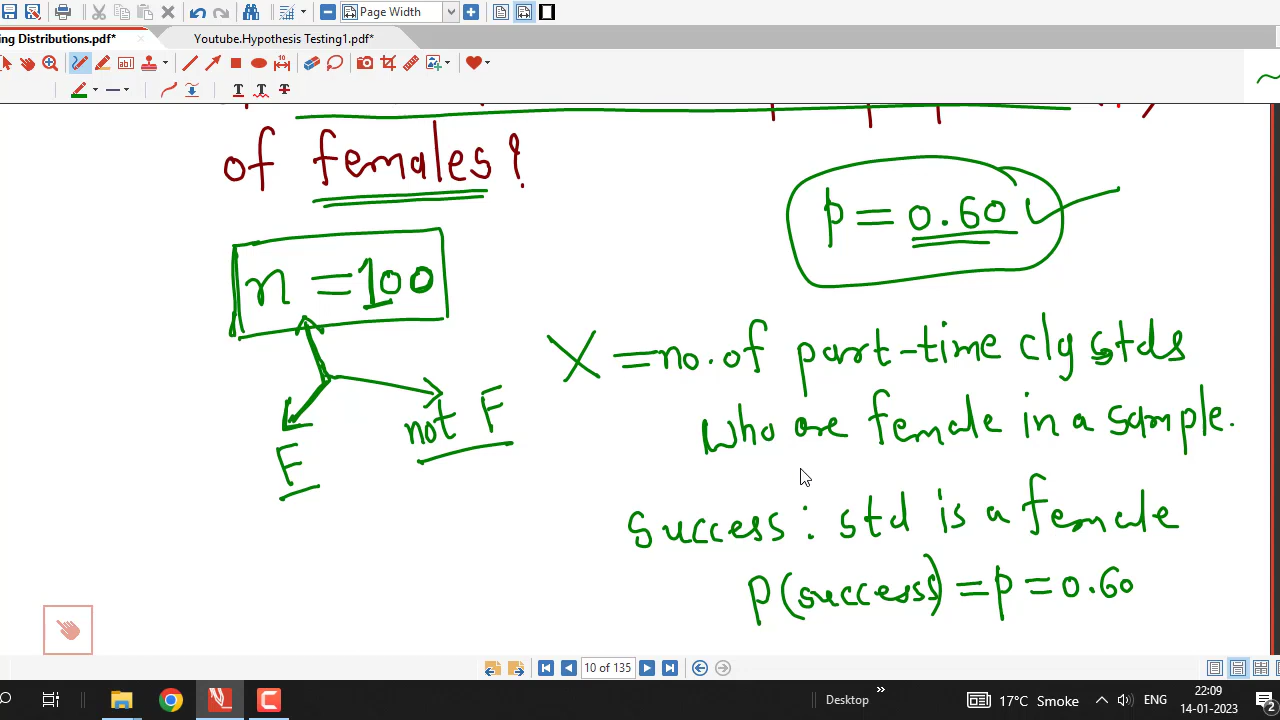 Page Width
ing Distributions.pdf*
Youtube.Hypothesis Testing1.pdf*
of females?
p = 0.60
n = 100
X = no. of part-time clg stds
who are female in a sample.
F
not F
success: std is a female
P(success) = p = 0.60
10 of 135
Desktop
17°C Smoke
ENG
22:09
14-01-2023
2